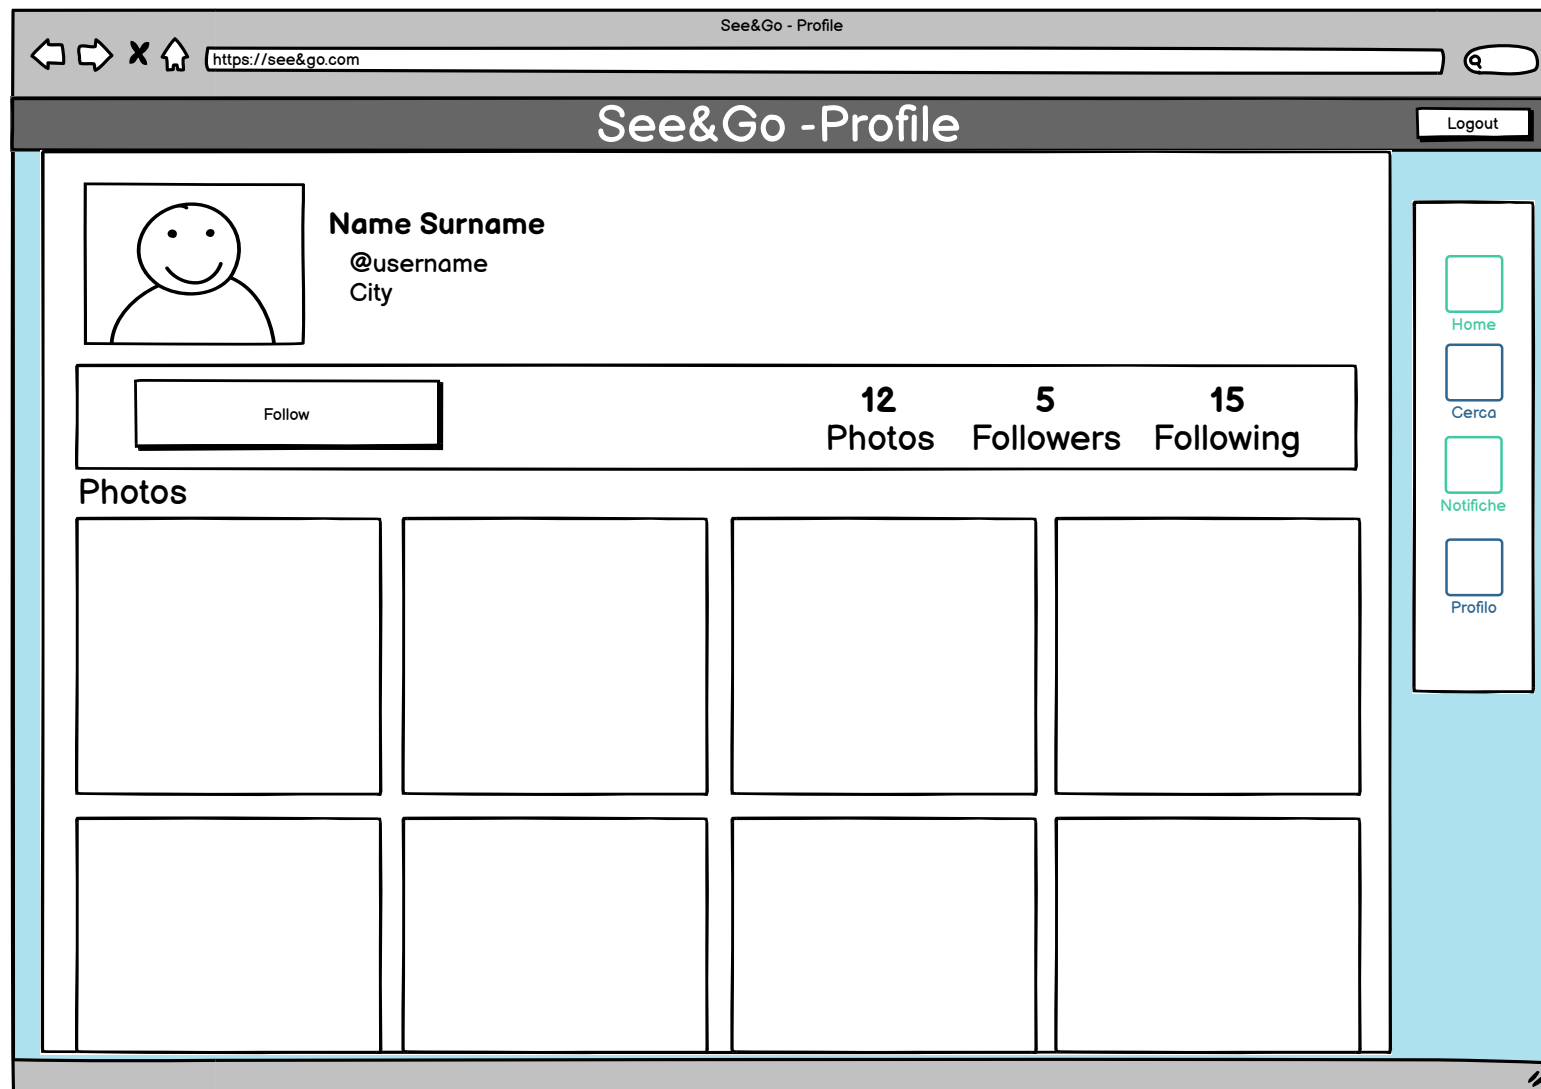 See&Go - Profile
https://see&go.com
See&Go -Profile
Logout
Name Surname
@username
City
Follow
12
Photos
5
Followers
15
Following
Photos
Home
Cerca
Notifiche
Profilo